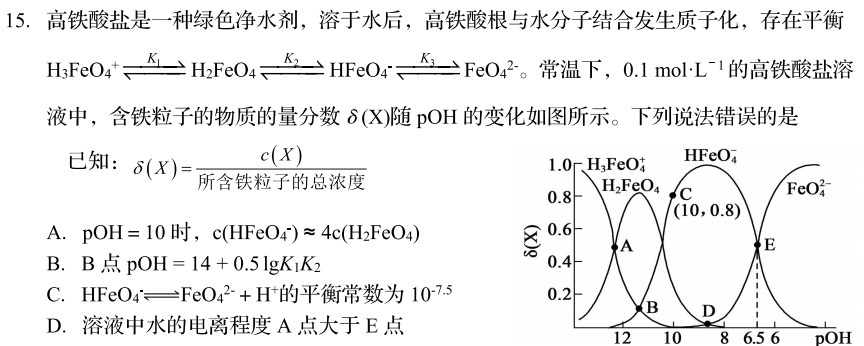 15. 高铁酸盐是一种绿色净水剂，溶于水后，高铁酸根与水分子结合发生质子化，存在平衡
H₃FeO₄⁺ ⇌ K₁ H₂FeO₄ ⇌ K₂ HFeO₄⁻ ⇌ K₃ FeO₄²⁻。常温下，0.1 mol·L⁻¹的高铁酸盐溶
液中，含铁粒子的物质的量分数 δ(X)随 pOH 的变化如图所示。下列说法错误的是
已知：δ(X)=c(X)/所含铁粒子的总浓度
A. pOH = 10 时，c(HFeO₄⁻) ≈ 4c(H₂FeO₄)
B. B 点 pOH = 14 + 0.5 lgK₁K₂
C. HFeO₄⁻⇌FeO₄²⁻ + H⁺的平衡常数为 10⁻⁷·⁵
D. 溶液中水的电离程度 A 点大于 E 点
δ(X)
1.0
0.8
0.6
0.4
0.2
H₃FeO₄⁺
H₂FeO₄
HFeO₄⁻
FeO₄²⁻
C
(10，0.8)
A
E
B
D
12 10 8 6.5 6 pOH